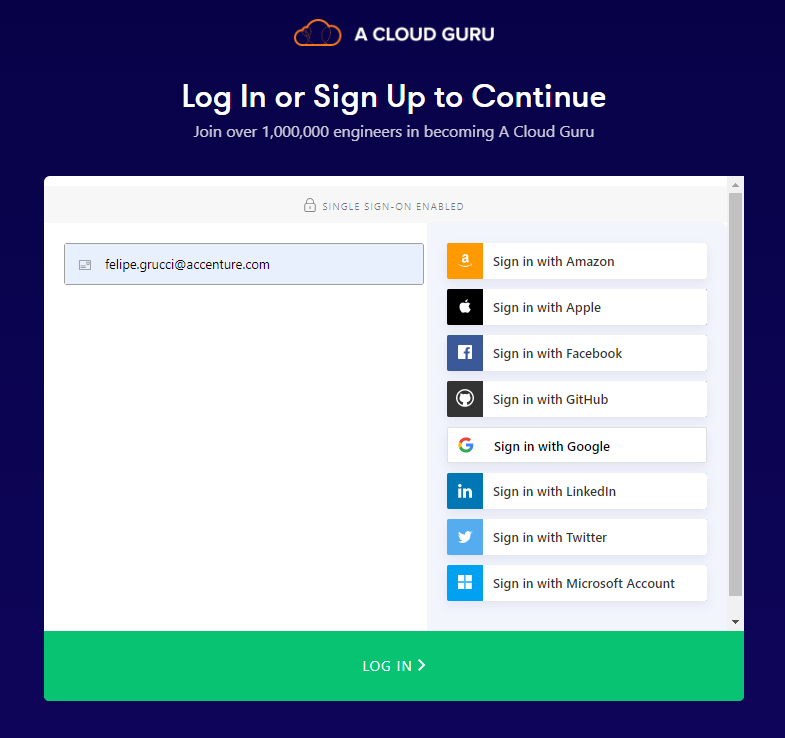 A CLOUD GURU
Log In or Sign Up to Continue
Join over 1,000,000 engineers in becoming A Cloud Guru
SINGLE SIGN-ON ENABLED
felipe.grucci@accenture.com
Sign in with Amazon
Sign in with Apple
Sign in with Facebook
Sign in with GitHub
Sign in with Google
Sign in with LinkedIn
Sign in with Twitter
Sign in with Microsoft Account
LOG IN